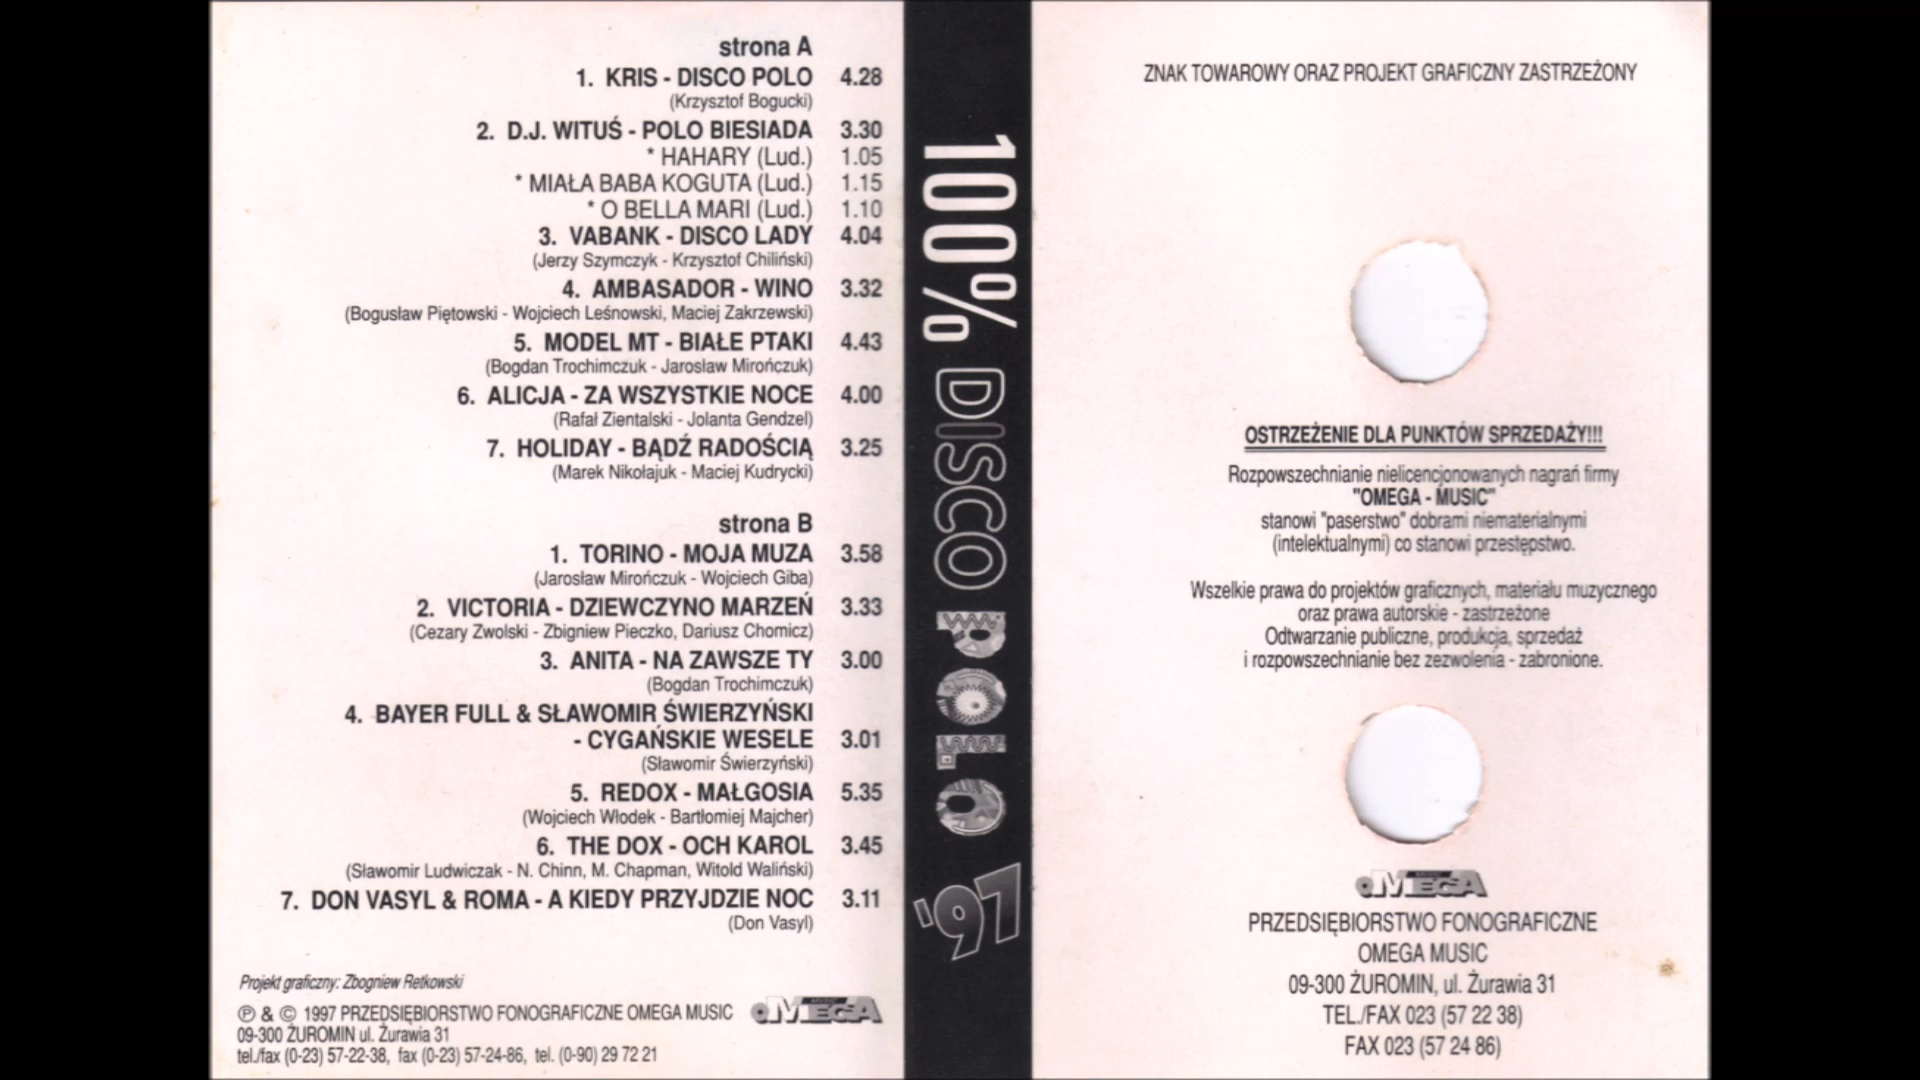 strona A
1. KRIS - DISCO POLO 4.28
(Krzysztof Bogucki)
2. D.J. WITUŚ - POLO BIESIADA 3.30
* HAHARY (Lud.) 1.05
* MIAŁA BABA KOGUTA (Lud.) 1.15
* O BELLA MARI (Lud.) 1.10
3. VABANK - DISCO LADY 4.04
(Jerzy Szymczyk - Krzysztof Chiliński)
4. AMBASADOR - WINO 3.32
(Bogusław Piętowski - Wojciech Leśnowski, Maciej Zakrzewski)
5. MODEL MT - BIAŁE PTAKI 4.43
(Bogdan Trochimczuk - Jarosław Mirończuk)
6. ALICJA - ZA WSZYSTKIE NOCE 4.00
(Rafał Zientalski - Jolanta Gendzel)
7. HOLIDAY - BĄDŹ RADOŚCIĄ 3.25
(Marek Nikołajuk - Maciej Kudrycki)
strona B
1. TORINO - MOJA MUZA 3.58
(Jarosław Mirończuk - Wojciech Giba)
2. VICTORIA - DZIEWCZYNO MARZEŃ 3.33
(Cezary Zwolski - Zbigniew Pieczko, Dariusz Chomicz)
3. ANITA - NA ZAWSZE TY 3.00
(Bogdan Trochimczuk)
4. BAYER FULL & SŁAWOMIR ŚWIERZYŃSKI
- CYGAŃSKIE WESELE 3.01
(Sławomir Świerzyński)
5. REDOX - MAŁGOSIA 5.35
(Wojciech Włodek - Bartłomiej Majcher)
6. THE DOX - OCH KAROL 3.45
(Sławomir Ludwiczak - N. Chinn, M. Chapman, Witold Waliński)
7. DON VASYL & ROMA - A KIEDY PRZYJDZIE NOC 3.11
(Don Vasyl)
Projekt graficzny: Zbogniew Retkowski
℗ & © 1997 PRZEDSIĘBIORSTWO FONOGRAFICZNE OMEGA MUSIC
09-300 ŻUROMIN ul. Żurawia 31
tel./fax (0-23) 57-22-38, fax (0-23) 57-24-86, tel. (0-90) 29 72 21
MUSIC
OMEGA
100% DISCO POLO '97
ZNAK TOWAROWY ORAZ PROJEKT GRAFICZNY ZASTRZEŻONY
OSTRZEŻENIE DLA PUNKTÓW SPRZEDAŻY!!!
Rozpowszechnianie nielicencjonowanych nagrań firmy
"OMEGA - MUSIC"
stanowi "paserstwo" dobrami niematerialnymi
(intelektualnymi) co stanowi przestępstwo.
Wszelkie prawa do projektów graficznych, materiału muzycznego
oraz prawa autorskie - zastrzeżone
Odtwarzanie publiczne, produkcja, sprzedaż
i rozpowszechnianie bez zezwolenia - zabronione.
MUSIC
OMEGA
PRZEDSIĘBIORSTWO FONOGRAFICZNE
OMEGA MUSIC
09-300 ŻUROMIN, ul. Żurawia 31
TEL./FAX 023 (57 22 38)
FAX 023 (57 24 86)